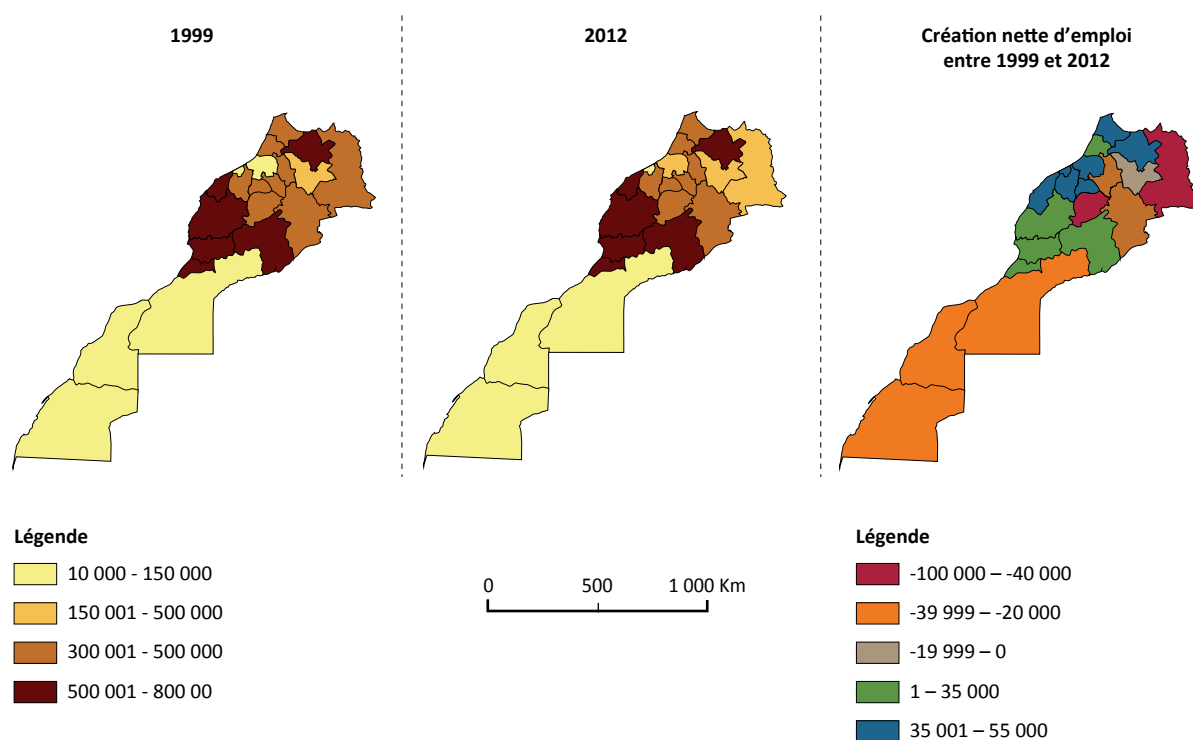 1999
2012
Création nette d’emploi
entre 1999 et 2012
Légende
10 000 - 150 000
150 001 - 500 000
300 001 - 500 000
500 001 - 800 00
0 500 1 000 Km
Légende
-100 000 – -40 000
-39 999 – -20 000
-19 999 – 0
1 – 35 000
35 001 – 55 000